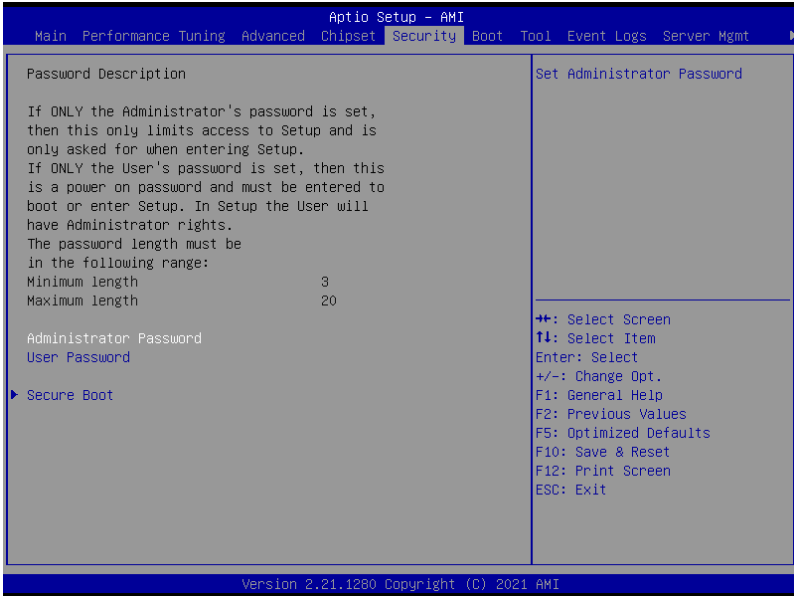 Aptio Setup - AMI
Main Performance Tuning Advanced Chipset Security Boot Tool Event Logs Server Mgmt
Password Description
If ONLY the Administrator's password is set,
then this only limits access to Setup and is
only asked for when entering Setup.
If ONLY the User's password is set, then this
is a power on password and must be entered to
boot or enter Setup. In Setup the User will
have Administrator rights.
The password length must be
in the following range:
Minimum length 3
Maximum length 20
Administrator Password
User Password
Secure Boot
Set Administrator Password
→←: Select Screen
↑↓: Select Item
Enter: Select
+/-: Change Opt.
F1: General Help
F2: Previous Values
F5: Optimized Defaults
F10: Save & Reset
F12: Print Screen
ESC: Exit
Version 2.21.1280 Copyright (C) 2021 AMI